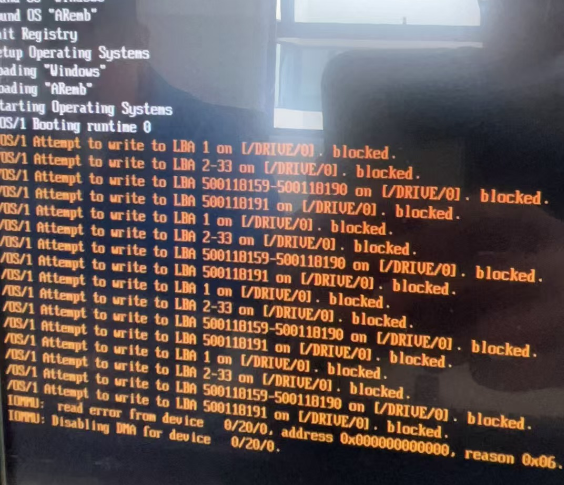 und OS "ARemb"
it Registry
etup Operating Systems
oading "Windows"
oading "ARemb"
tarting Operating Systems
OS/1 Booting runtime 0
OS/1 Attempt to write to LBA 1 on [/DRIVE/0]. blocked.
OS/1 Attempt to write to LBA 2-33 on [/DRIVE/0]. blocked.
OS/1 Attempt to write to LBA 500118159-500118190 on [/DRIVE/0]. blocked.
OS/1 Attempt to write to LBA 500118191 on [/DRIVE/0]. blocked.
/OS/1 Attempt to write to LBA 1 on [/DRIVE/0]. blocked.
/OS/1 Attempt to write to LBA 2-33 on [/DRIVE/0]. blocked.
/OS/1 Attempt to write to LBA 500118159-500118190 on [/DRIVE/0]. blocked.
/OS/1 Attempt to write to LBA 500118191 on [/DRIVE/0]. blocked.
/OS/1 Attempt to write to LBA 1 on [/DRIVE/0]. blocked.
/OS/1 Attempt to write to LBA 2-33 on [/DRIVE/0]. blocked.
/OS/1 Attempt to write to LBA 500118159-500118190 on [/DRIVE/0]. blocked.
/OS/1 Attempt to write to LBA 500118191 on [/DRIVE/0]. blocked.
/OS/1 Attempt to write to LBA 1 on [/DRIVE/0]. blocked.
/OS/1 Attempt to write to LBA 2-33 on [/DRIVE/0]. blocked.
/OS/1 Attempt to write to LBA 500118159-500118190 on [/DRIVE/0]. blocked.
/OS/1 Attempt to write to LBA 500118191 on [/DRIVE/0]. blocked.
IOMMU: read error from device 0/20/0, address 0x000000000000, reason 0x06.
IOMMU: Disabling DMA for device 0/20/0.